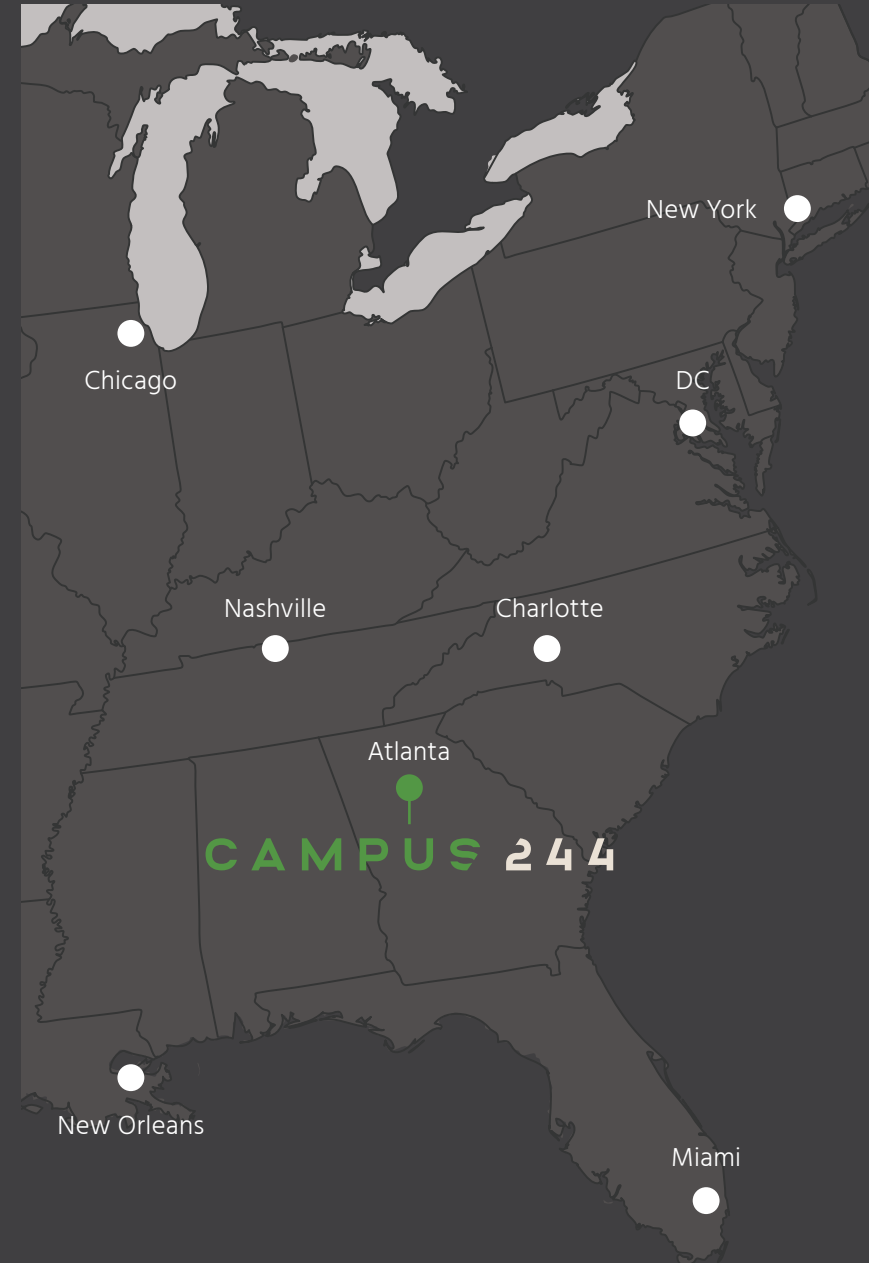 New York
Chicago
DC
Nashville
Charlotte
Atlanta
CAMPUS 244
New Orleans
Miami